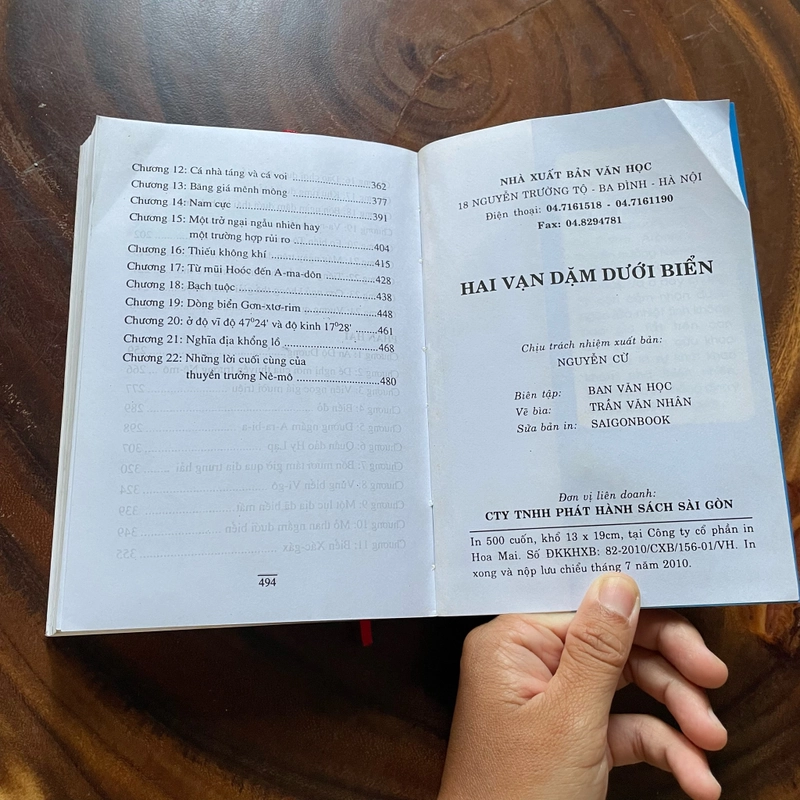 Chương 12: Cá nhà táng và cá voi ........................362
Chương 13: Băng giá mênh mông ........................377
Chương 14: Nam cực ........................391
Chương 15: Một trở ngại ngẫu nhiên hay
một trường hợp rủi ro ........................404
Chương 16: Thiếu không khí ........................415
Chương 17: Từ mũi Hoóc đến A-ma-dôn ........................428
Chương 18: Bạch tuộc ........................438
Chương 19: Dòng biển Gơn-xtơ-rim ........................448
Chương 20: ở độ vĩ độ 47⁰24' và độ kinh 17⁰28' ........461
Chương 21: Nghĩa địa khổng lồ ........................468
Chương 22: Những lời cuối cùng của
thuyền trưởng Nê-mô ........................480
494
NHÀ XUẤT BẢN VĂN HỌC
18 NGUYỄN TRƯỜNG TỘ - BA ĐÌNH - HÀ NỘI
Điện thoại: 04.7161518 - 04.7161190
Fax: 04.8294781
HAI VẠN DẶM DƯỚI BIỂN
Chịu trách nhiệm xuất bản:
NGUYỄN CỪ
Biên tập: BAN VĂN HỌC
Vẽ bìa: TRẦN VĂN NHÂN
Sửa bản in: SAIGONBOOK
Đơn vị liên doanh:
CTY TNHH PHÁT HÀNH SÁCH SÀI GÒN
In 500 cuốn, khổ 13 x 19cm, tại Công ty cổ phần in
Hoa Mai. Số ĐKKHXB: 82-2010/CXB/156-01/VH. In
xong và nộp lưu chiểu tháng 7 năm 2010.